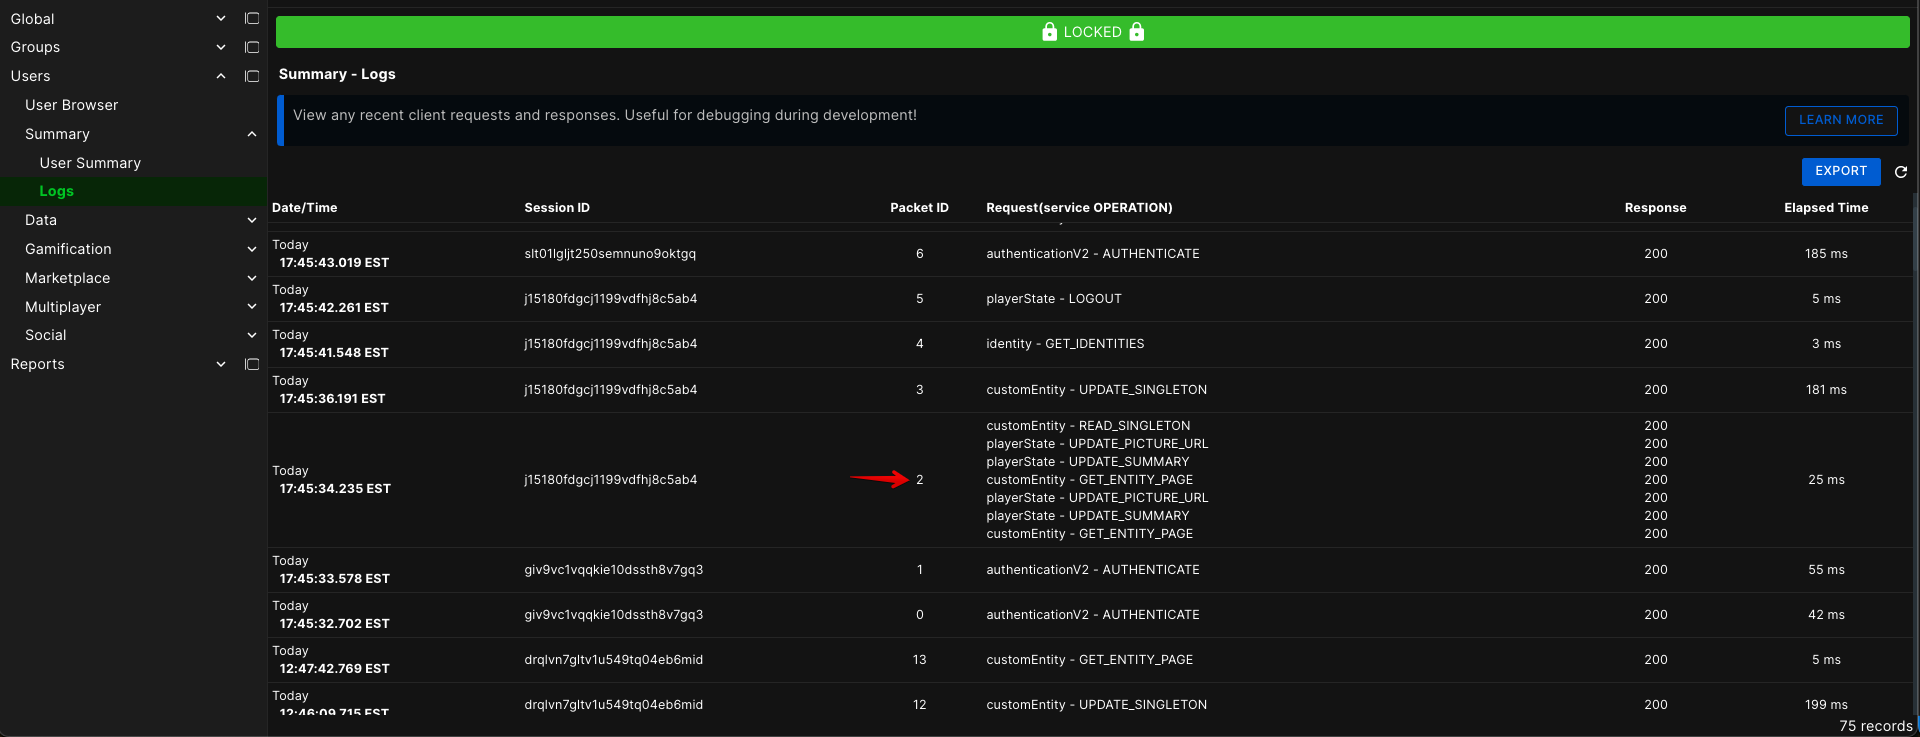 Global
Groups
Users
User Browser
Summary
User Summary
Logs
Data
Gamification
Marketplace
Multiplayer
Social
Reports
LOCKED
Summary - Logs
View any recent client requests and responses. Useful for debugging during development!
LEARN MORE
EXPORT
Date/Time Session ID Packet ID Request(service OPERATION) Response Elapsed Time
Today
17:45:43.019 EST slt01lgljt250semnuno9oktgq 6 authenticationV2 - AUTHENTICATE 200 185 ms
Today
17:45:42.261 EST j15180fdgcj1199vdfhj8c5ab4 5 playerState - LOGOUT 200 5 ms
Today
17:45:41.548 EST j15180fdgcj1199vdfhj8c5ab4 4 identity - GET_IDENTITIES 200 3 ms
Today
17:45:36.191 EST j15180fdgcj1199vdfhj8c5ab4 3 customEntity - UPDATE_SINGLETON 200 181 ms
customEntity - READ_SINGLETON 200
playerState - UPDATE_PICTURE_URL 200
playerState - UPDATE_SUMMARY 200
Today
17:45:34.235 EST j15180fdgcj1199vdfhj8c5ab4 2 customEntity - GET_ENTITY_PAGE 200 25 ms
playerState - UPDATE_PICTURE_URL 200
playerState - UPDATE_SUMMARY 200
customEntity - GET_ENTITY_PAGE 200
Today
17:45:33.578 EST giv9vc1vqqkie10dssth8v7gq3 1 authenticationV2 - AUTHENTICATE 200 55 ms
Today
17:45:32.702 EST giv9vc1vqqkie10dssth8v7gq3 0 authenticationV2 - AUTHENTICATE 200 42 ms
Today
12:47:42.769 EST drqlvn7gltv1u549tq04eb6mid 13 customEntity - GET_ENTITY_PAGE 200 5 ms
Today
12:46:09.715 EST drqlvn7gltv1u549tq04eb6mid 12 customEntity - UPDATE_SINGLETON 200 199 ms
75 records